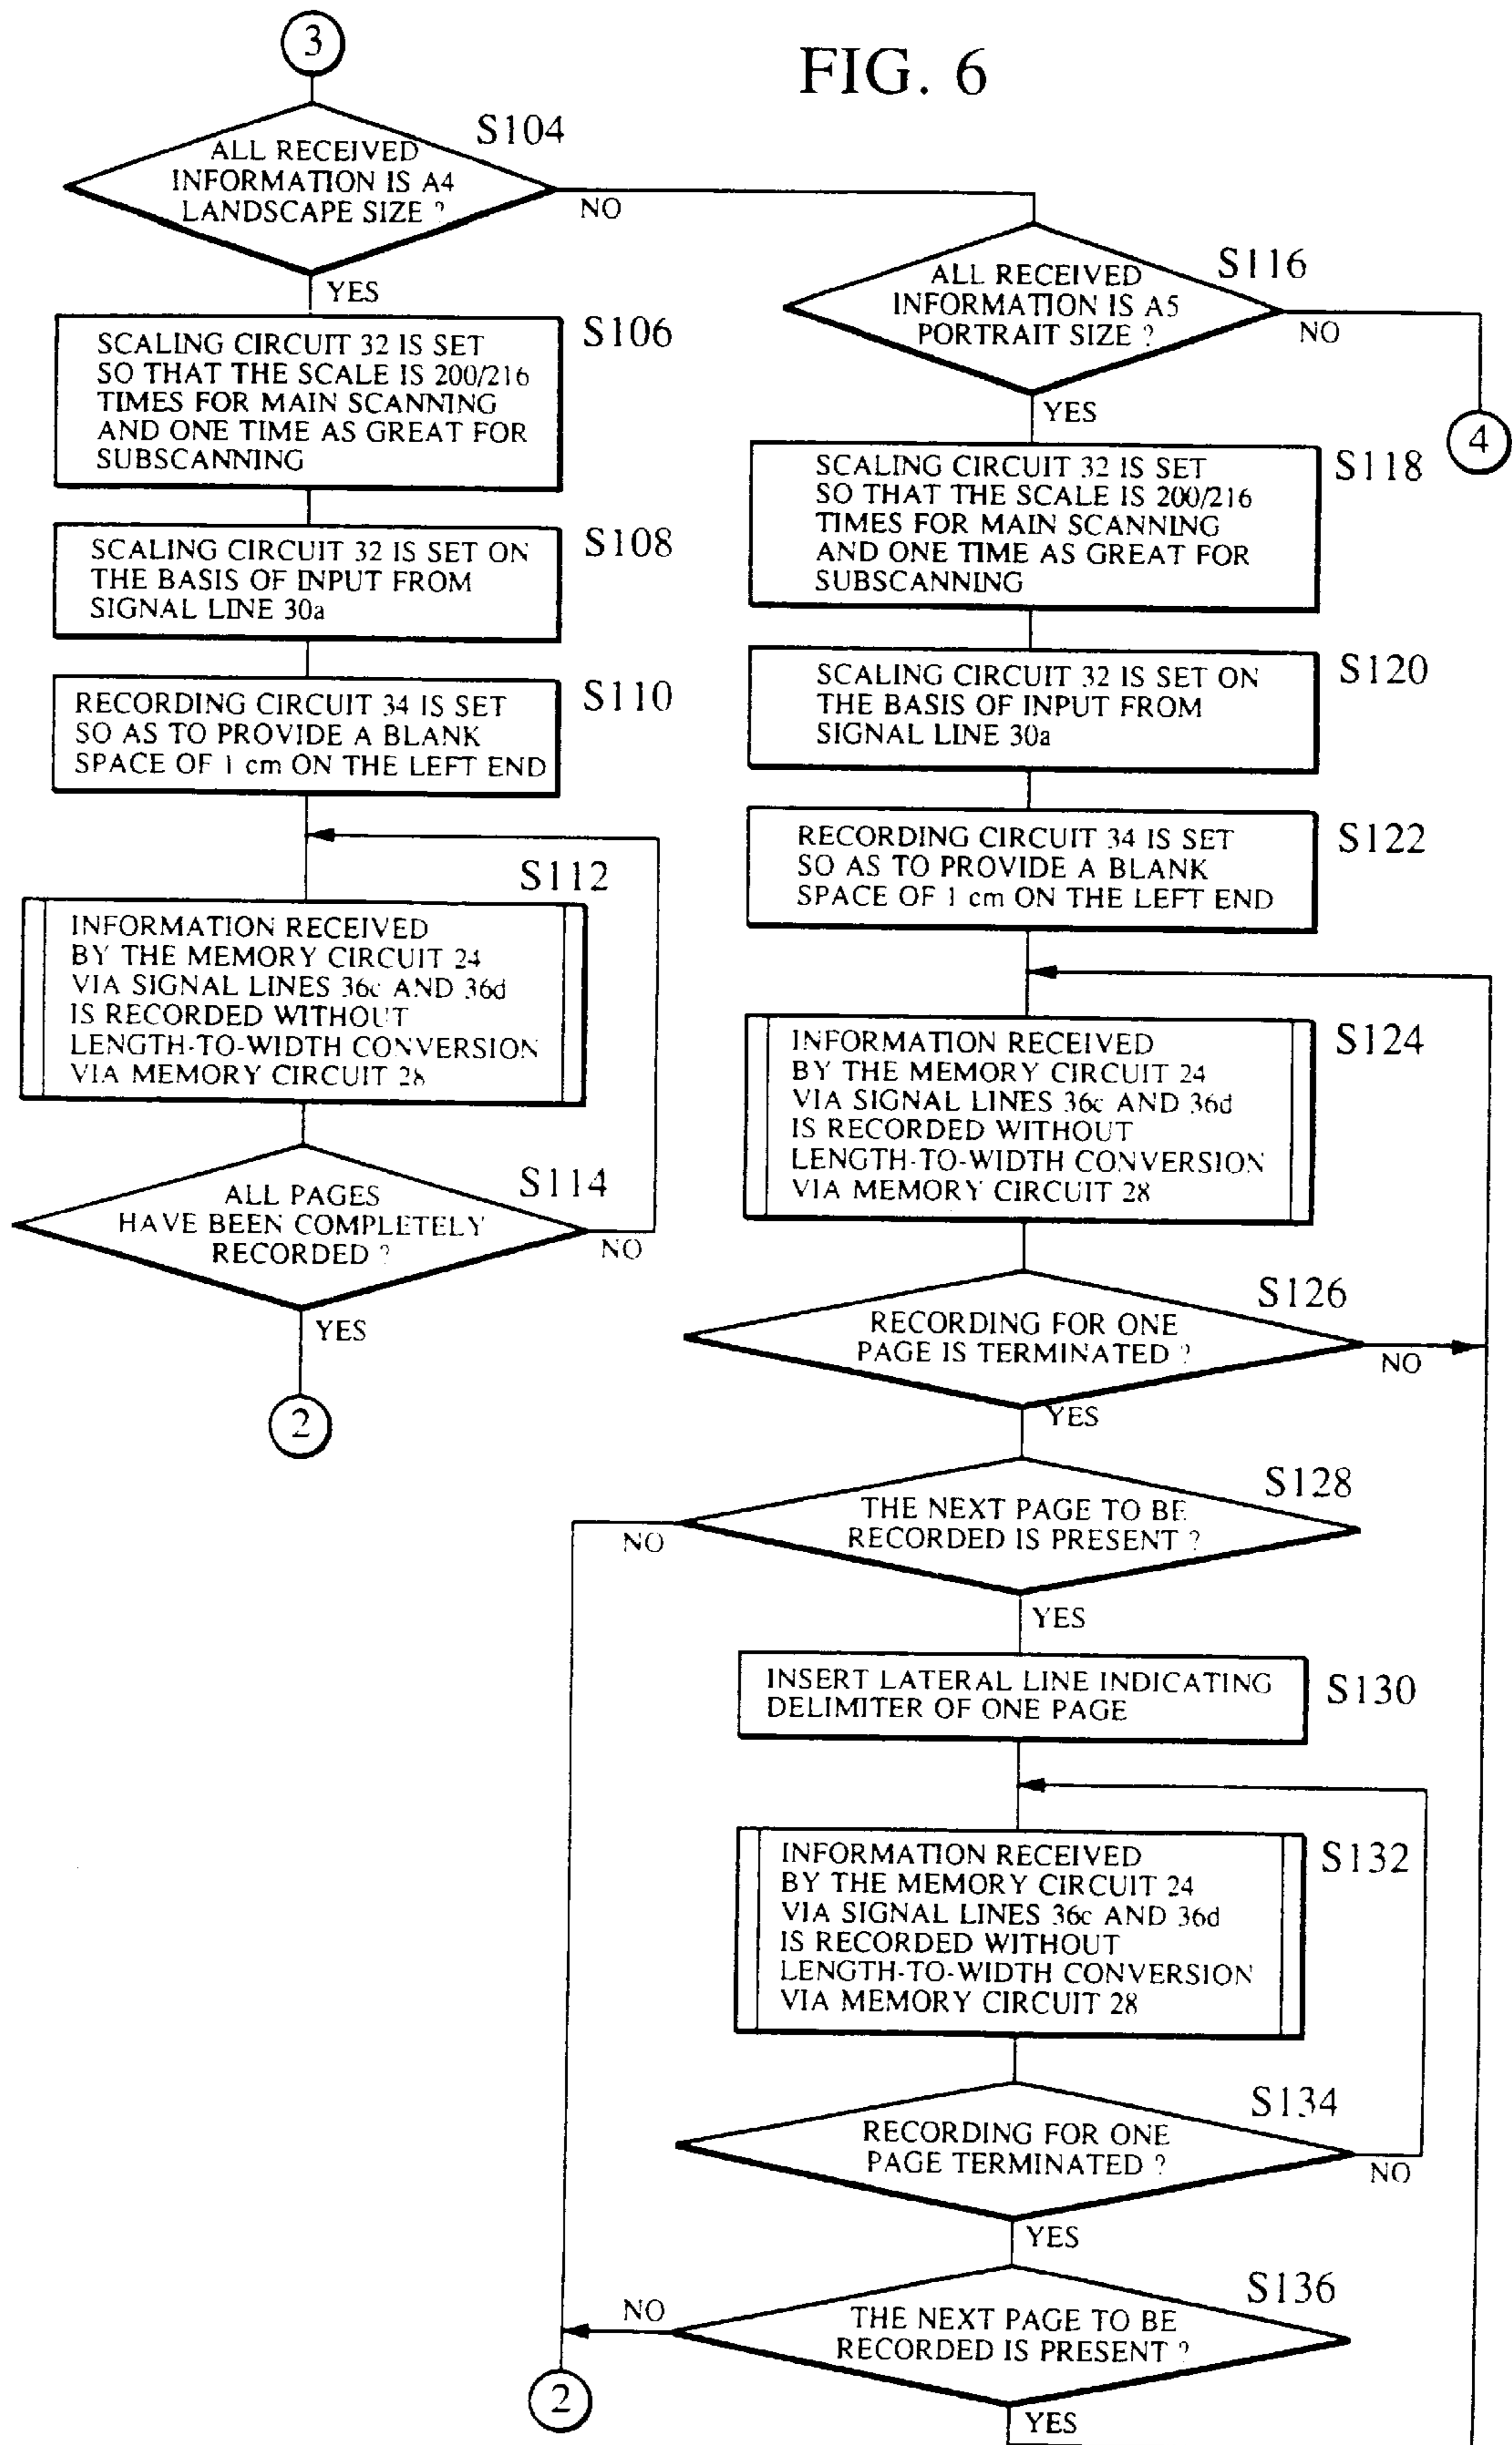 FIG. 6
3
S104
ALL RECEIVED
INFORMATION IS A4
LANDSCAPE SIZE ?
NO
YES
S106
SCALING CIRCUIT 32 IS SET
SO THAT THE SCALE IS 200/216
TIMES FOR MAIN SCANNING
AND ONE TIME AS GREAT FOR
SUBSCANNING
S108
SCALING CIRCUIT 32 IS SET ON
THE BASIS OF INPUT FROM
SIGNAL LINE 30a
S110
RECORDING CIRCUIT 34 IS SET
SO AS TO PROVIDE A BLANK
SPACE OF 1 cm ON THE LEFT END
S112
INFORMATION RECEIVED
BY THE MEMORY CIRCUIT 24
VIA SIGNAL LINES 36c AND 36d
IS RECORDED WITHOUT
LENGTH-TO-WIDTH CONVERSION
VIA MEMORY CIRCUIT 28
S114
ALL PAGES
HAVE BEEN COMPLETELY
RECORDED ?
NO
YES
2
S116
ALL RECEIVED
INFORMATION IS A5
PORTRAIT SIZE ?
NO
4
YES
S118
SCALING CIRCUIT 32 IS SET
SO THAT THE SCALE IS 200/216
TIMES FOR MAIN SCANNING
AND ONE TIME AS GREAT FOR
SUBSCANNING
S120
SCALING CIRCUIT 32 IS SET ON
THE BASIS OF INPUT FROM
SIGNAL LINE 30a
S122
RECORDING CIRCUIT 34 IS SET
SO AS TO PROVIDE A BLANK
SPACE OF 1 cm ON THE LEFT END
S124
INFORMATION RECEIVED
BY THE MEMORY CIRCUIT 24
VIA SIGNAL LINES 36c AND 36d
IS RECORDED WITHOUT
LENGTH-TO-WIDTH CONVERSION
VIA MEMORY CIRCUIT 28
S126
RECORDING FOR ONE
PAGE IS TERMINATED ?
NO
YES
S128
THE NEXT PAGE TO BE
RECORDED IS PRESENT ?
NO
YES
S130
INSERT LATERAL LINE INDICATING
DELIMITER OF ONE PAGE
S132
INFORMATION RECEIVED
BY THE MEMORY CIRCUIT 24
VIA SIGNAL LINES 36c AND 36d
IS RECORDED WITHOUT
LENGTH-TO-WIDTH CONVERSION
VIA MEMORY CIRCUIT 28
S134
RECORDING FOR ONE
PAGE TERMINATED ?
NO
YES
S136
THE NEXT PAGE TO BE
RECORDED IS PRESENT ?
NO
2
YES